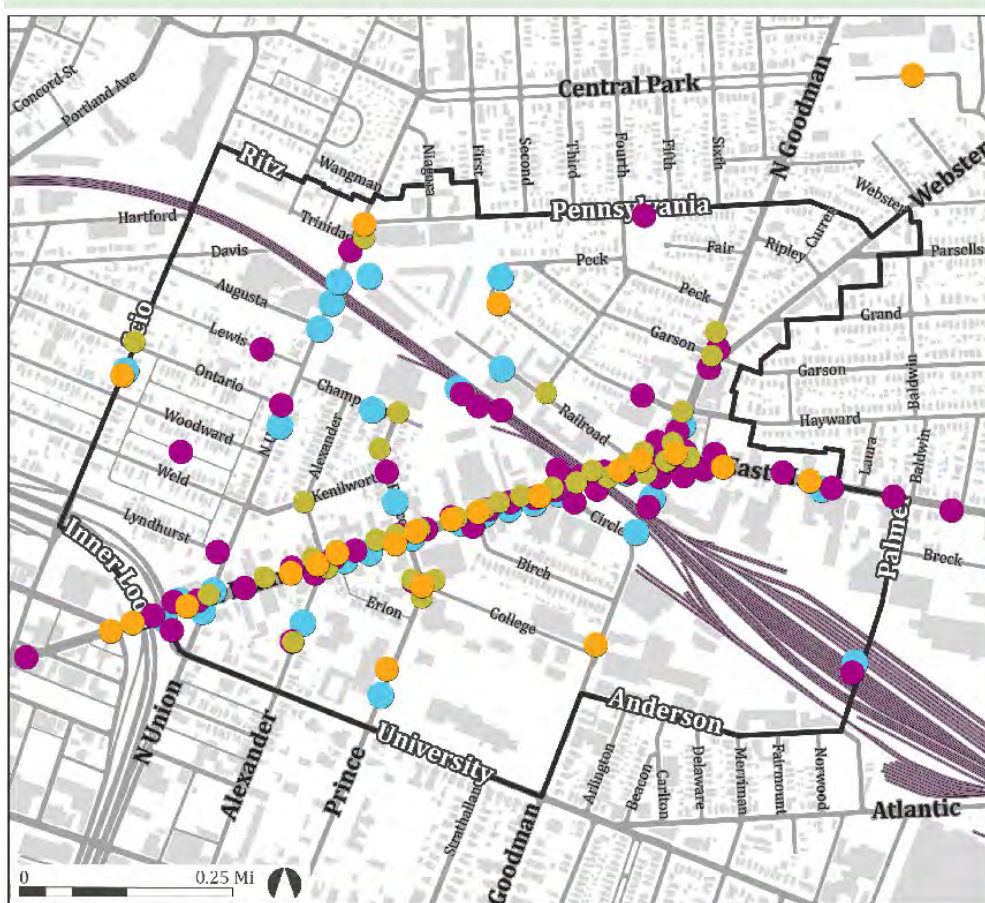 Concord St
Portland Ave
Central Park
N Goodman
Ritz
Wangman
Niagara
First
Second
Third
Fourth
Fifth
Sixth
Webster
Webster
Hartford
Trinidad
Pennsylvania
Davis
Fair
Ripley
Parsells
Peck
Augusta
Peck
Grand
Lewis
Garson
Ontario
Garson
Baldwin
Champ
Railroad
Hayward
Woodward
Alexander
Weld
Laura
Baldwin
Kenilworth
Lyndhurst
Circle
Palmer
Breck
Birch
Erion
College
N Union
Anderson
University
Alexander
Prince
Arlington
Beacon
Carlton
Delaware
Merriman
Fairmount
Norwood
Strathallan
Atlantic
Goodman
0 0.25 Mi